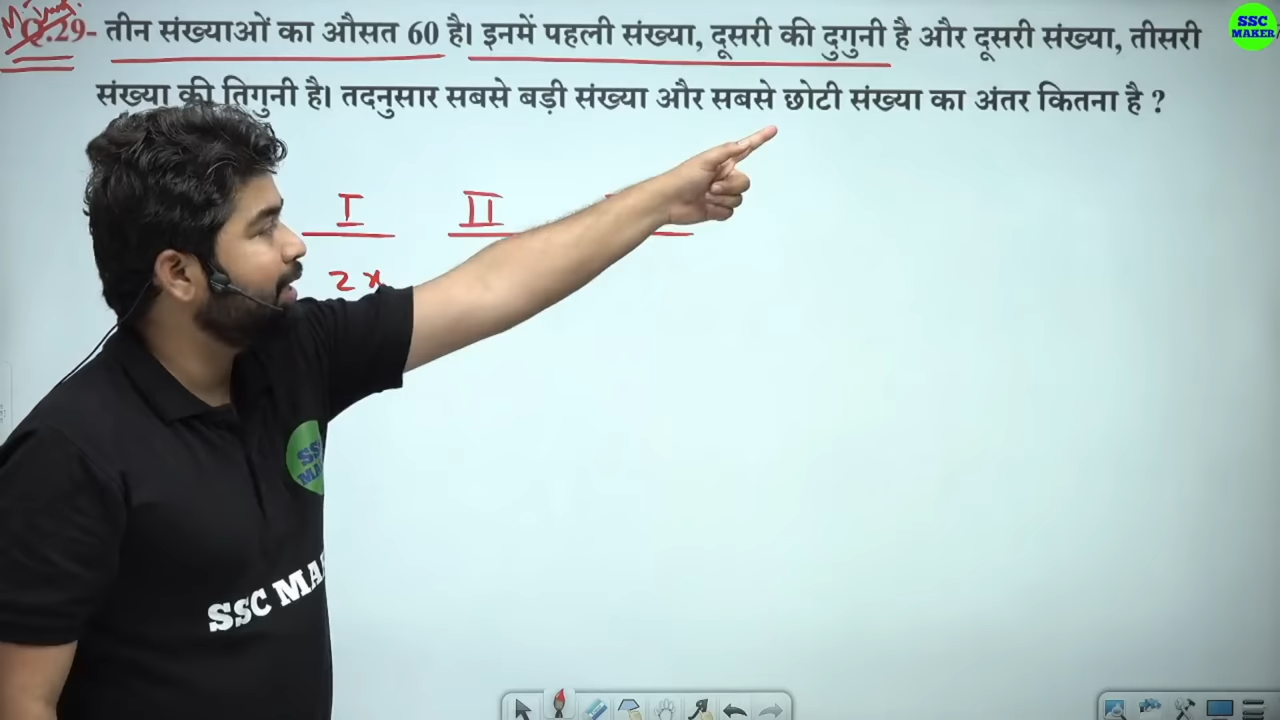 Q.29- तीन संख्याओं का औसत 60 है। इनमें पहली संख्या, दूसरी की दुगुनी है और दूसरी संख्या, तीसरी
संख्या की तिगुनी है। तदनुसार सबसे बड़ी संख्या और सबसे छोटी संख्या का अंतर कितना है ?
SSC
MAKER
I II
2x
SSC MA